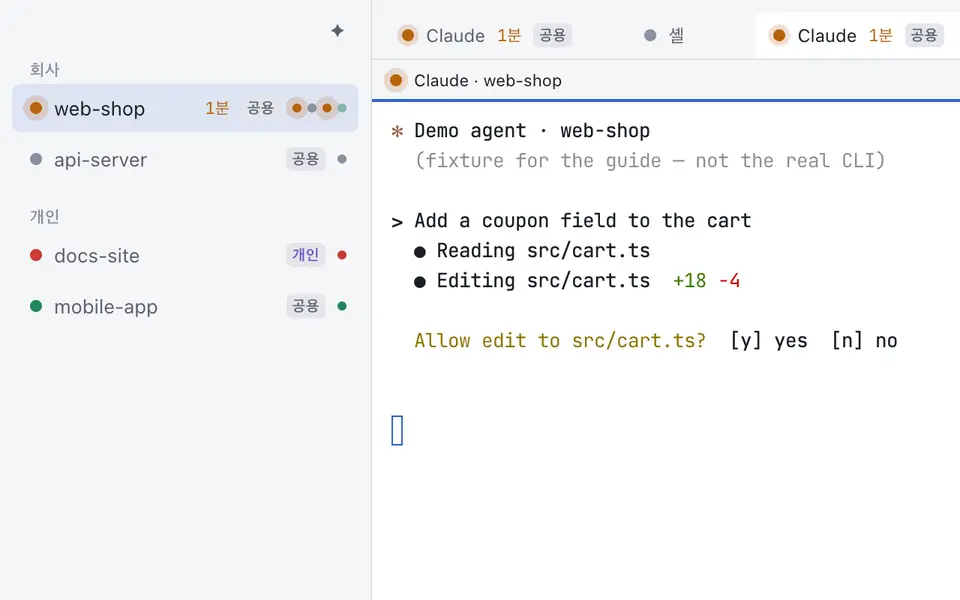 회사
web-shop 1분 공용
api-server 공용
개인
docs-site 개인
mobile-app 공용
Claude 1분 공용 셸 Claude 1분 공용
Claude · web-shop
* Demo agent · web-shop
(fixture for the guide — not the real CLI)
> Add a coupon field to the cart
● Reading src/cart.ts
● Editing src/cart.ts +18 -4
Allow edit to src/cart.ts? [y] yes [n] no